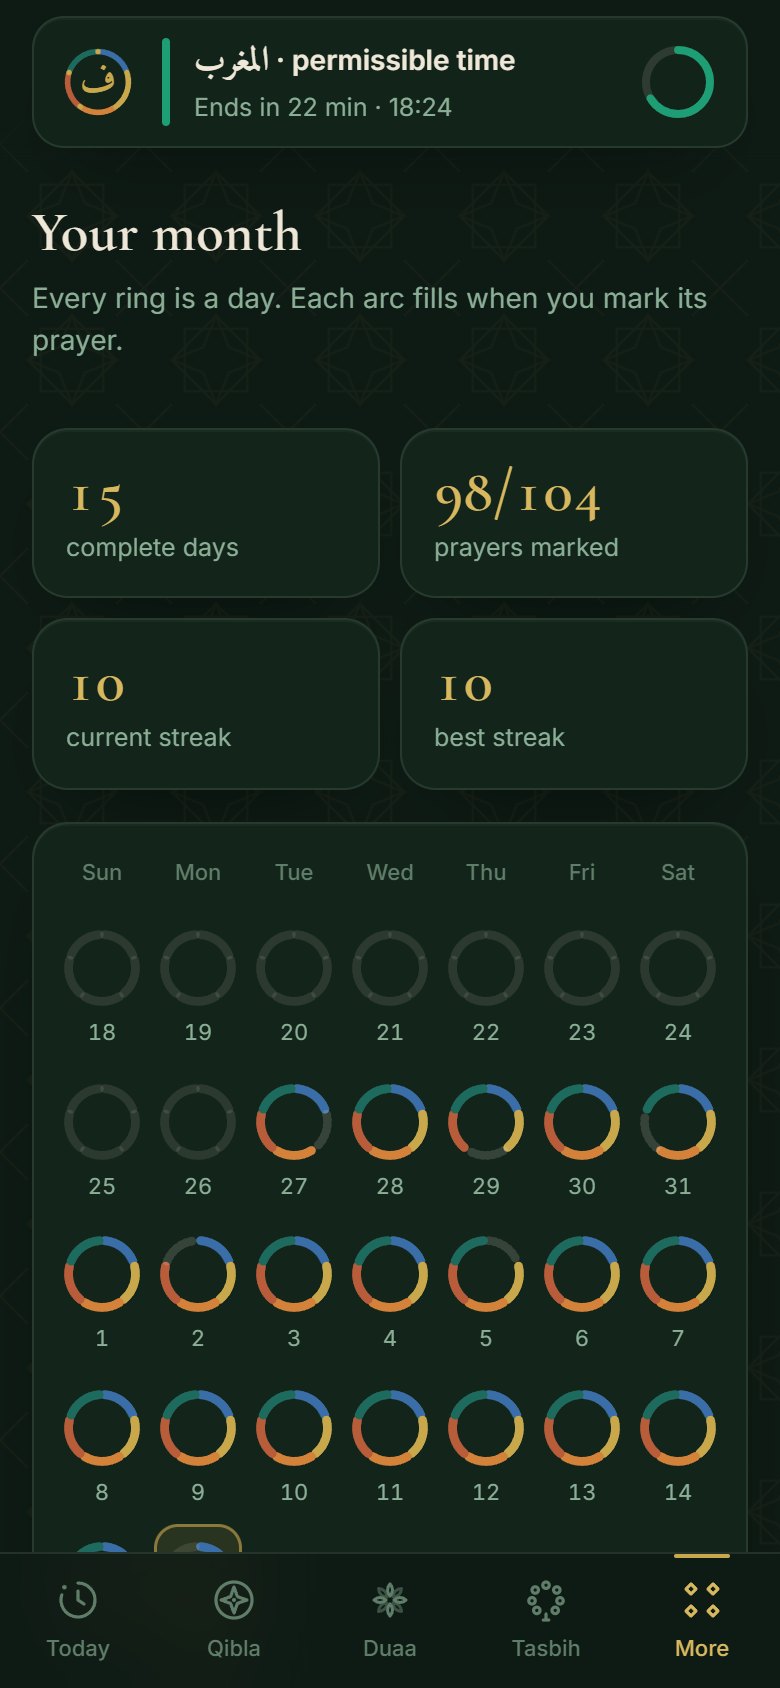 ف
المغرب · permissible time
Ends in 22 min · 18:24
Your month
Every ring is a day. Each arc fills when you mark its
prayer.
15
complete days
98/104
prayers marked
10
current streak
10
best streak
Sun Mon Tue Wed Thu Fri Sat
18 19 20 21 22 23 24
25 26 27 28 29 30 31
1 2 3 4 5 6 7
8 9 10 11 12 13 14
Today Qibla Duaa Tasbih More